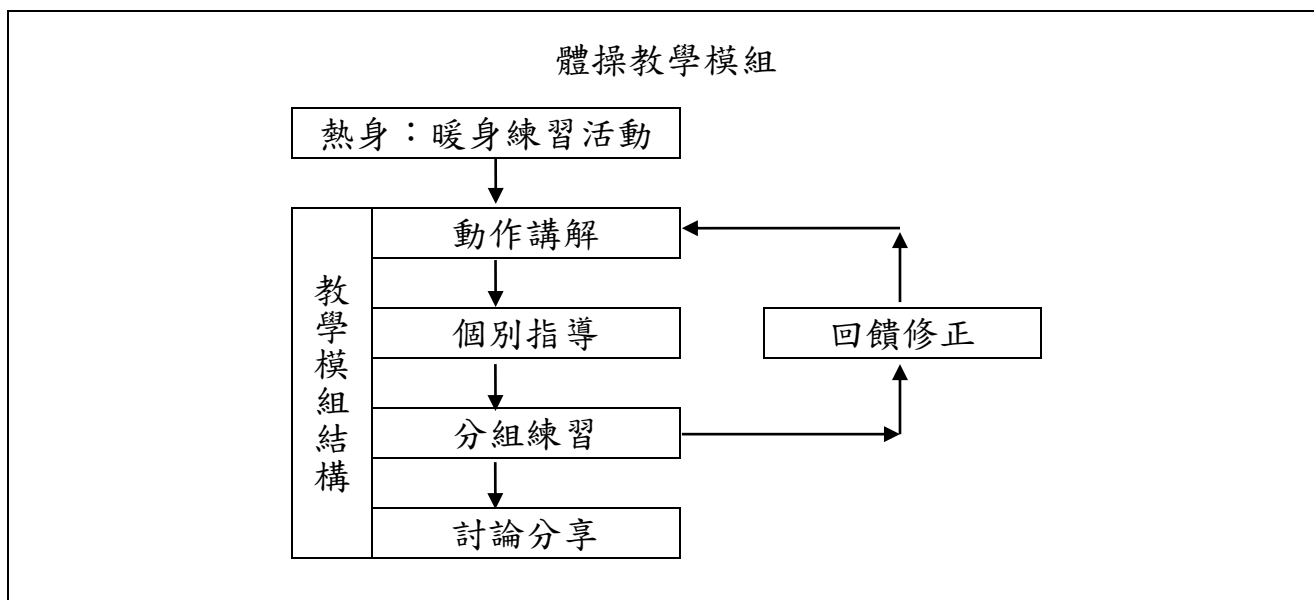 體操教學模組
熱身：暖身練習活動
教學模組結構
動作講解
個別指導
回饋修正
分組練習
討論分享